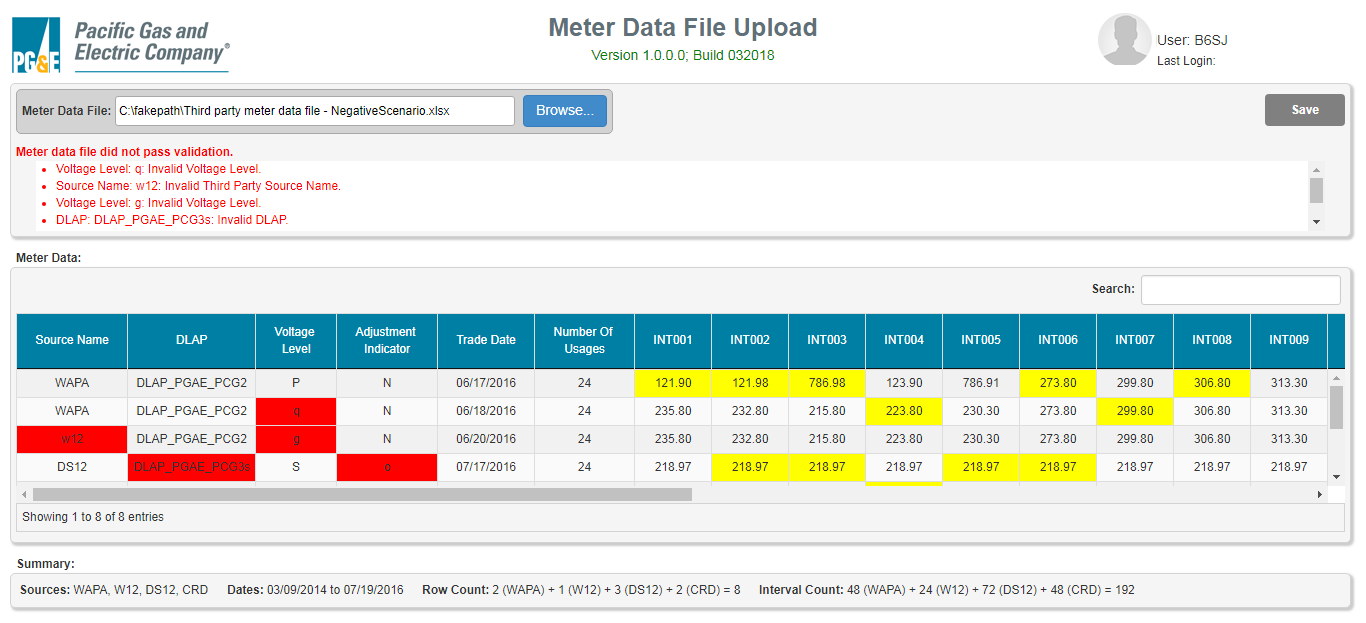 PG&E
Pacific Gas and
Electric Company®
Meter Data File Upload
Version 1.0.0.0; Build 032018
User: B6SJ
Last Login:
Meter Data File: C:\fakepath\Third party meter data file - NegativeScenario.xlsx Browse... Save
Meter data file did not pass validation.
• Voltage Level: q: Invalid Voltage Level.
• Source Name: w12: Invalid Third Party Source Name.
• Voltage Level: g: Invalid Voltage Level.
• DLAP: DLAP_PGAE_PCG3s: Invalid DLAP.
Meter Data:
Search:
Source Name DLAP Voltage Level Adjustment Indicator Trade Date Number Of Usages INT001 INT002 INT003 INT004 INT005 INT006 INT007 INT008 INT009
WAPA DLAP_PGAE_PCG2 P N 06/17/2016 24 121.90 121.98 786.98 123.90 786.91 273.80 299.80 306.80 313.30
WAPA DLAP_PGAE_PCG2 q N 06/18/2016 24 235.80 232.80 215.80 223.80 230.30 273.80 299.80 306.80 313.30
w12 DLAP_PGAE_PCG2 g N 06/20/2016 24 235.80 232.80 215.80 223.80 230.30 273.80 299.80 306.80 313.30
DS12 DLAP_PGAE_PCG3s S c 07/17/2016 24 218.97 218.97 218.97 218.97 218.97 218.97 218.97 218.97 218.97
Showing 1 to 8 of 8 entries
Summary:
Sources: WAPA, W12, DS12, CRD Dates: 03/09/2014 to 07/19/2016 Row Count: 2 (WAPA) + 1 (W12) + 3 (DS12) + 2 (CRD) = 8 Interval Count: 48 (WAPA) + 24 (W12) + 72 (DS12) + 48 (CRD) = 192